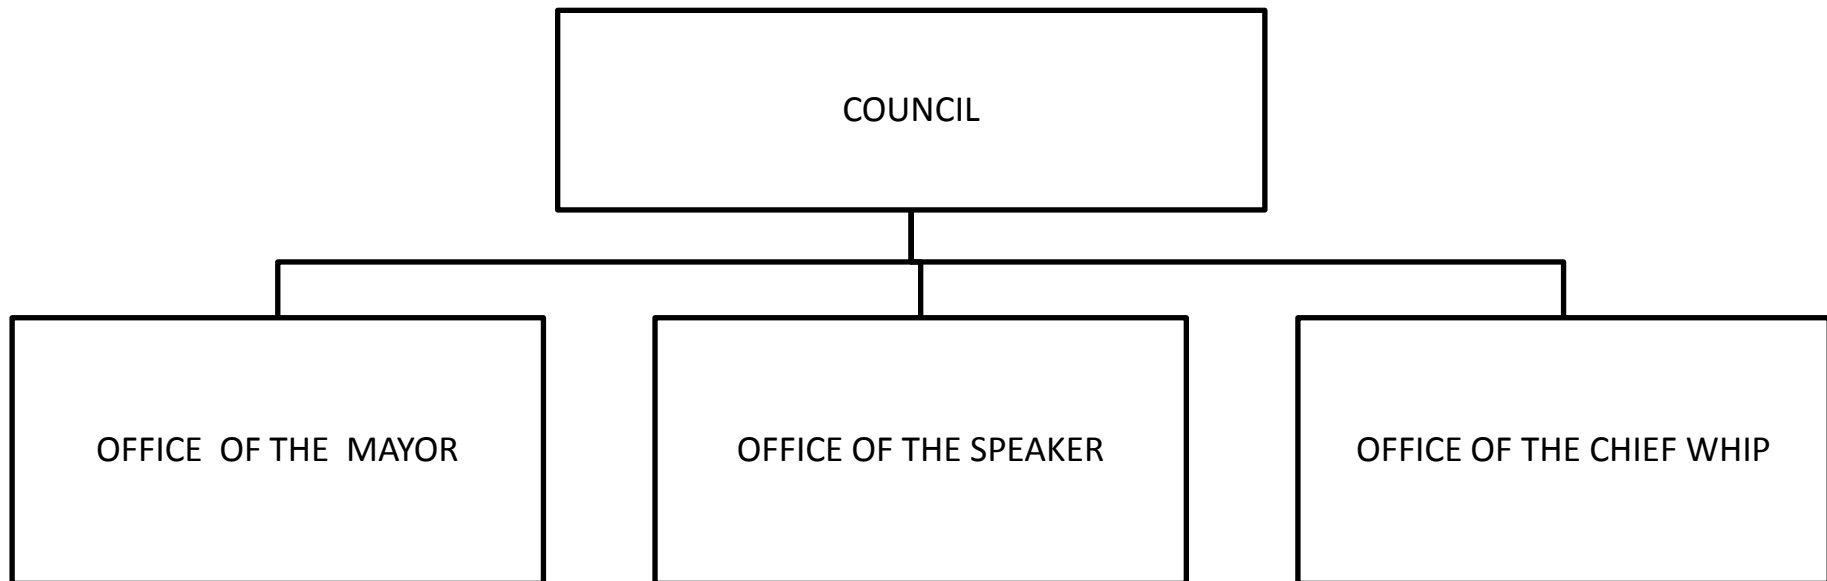 COUNCIL
OFFICE  OF THE  MAYOR
OFFICE OF THE SPEAKER
OFFICE OF THE CHIEF WHIP